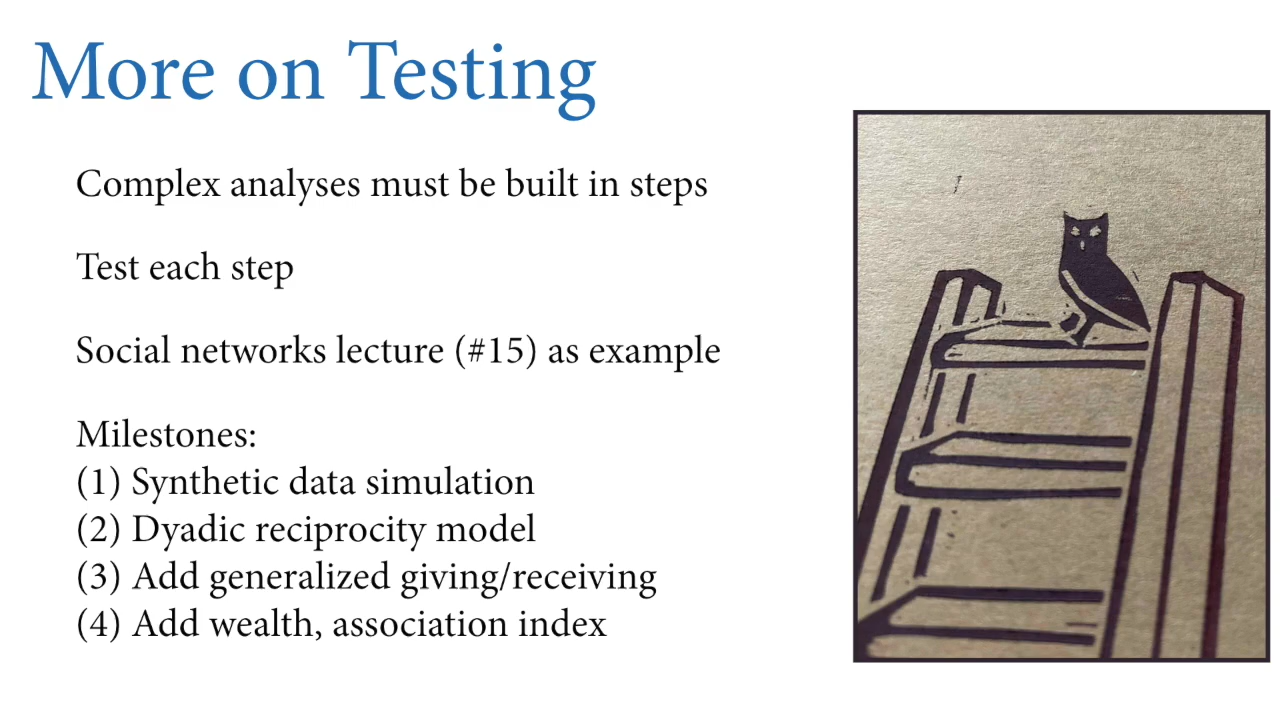 More on Testing
Complex analyses must be built in steps
Test each step
Social networks lecture (#15) as example
Milestones:
(1) Synthetic data simulation
(2) Dyadic reciprocity model
(3) Add generalized giving/receiving
(4) Add wealth, association index